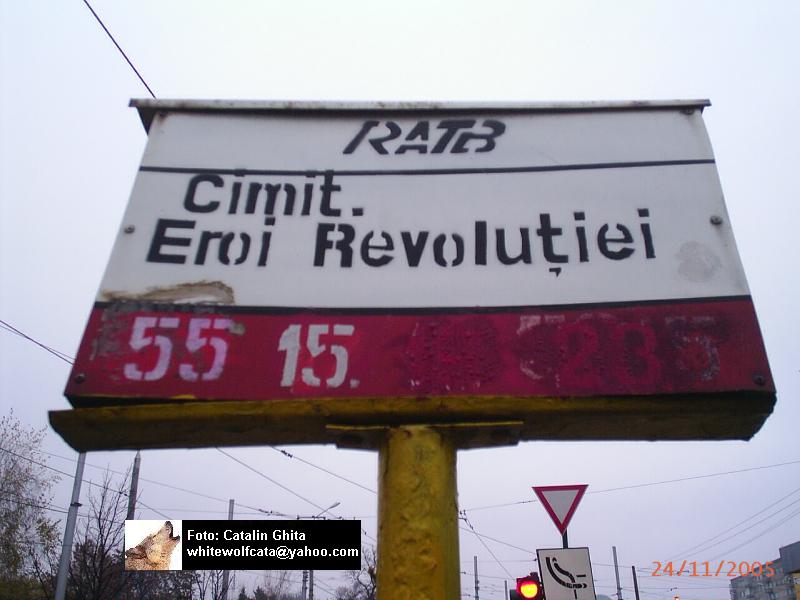 RATB
Cimit.
Eroi Revoluției
55 15.
Foto: Catalin Ghita
whitewolfcata@yahoo.com
24/11/2005